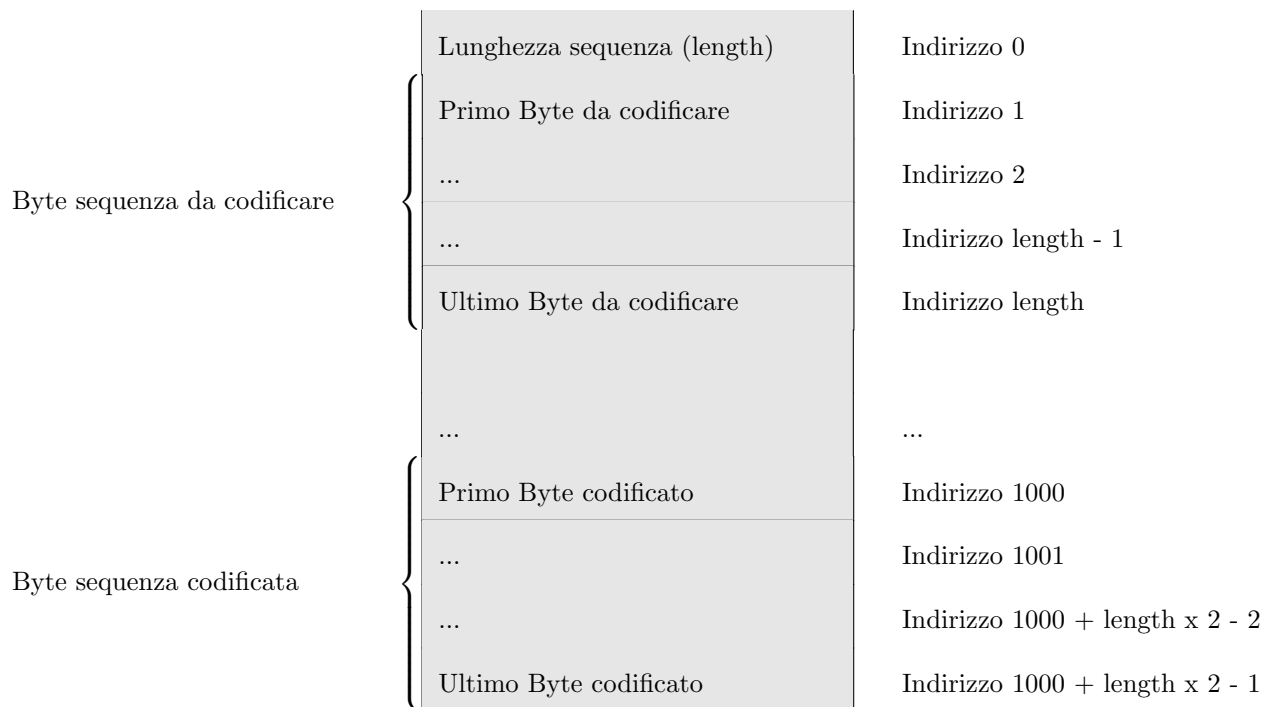 Lunghezza sequenza (length) Indirizzo 0
Primo Byte da codificare Indirizzo 1
... Indirizzo 2
Byte sequenza da codificare
... Indirizzo length - 1
Ultimo Byte da codificare Indirizzo length
... ...
Primo Byte codificato Indirizzo 1000
... Indirizzo 1001
Byte sequenza codificata
... Indirizzo 1000 + length x 2 - 2
Ultimo Byte codificato Indirizzo 1000 + length x 2 - 1